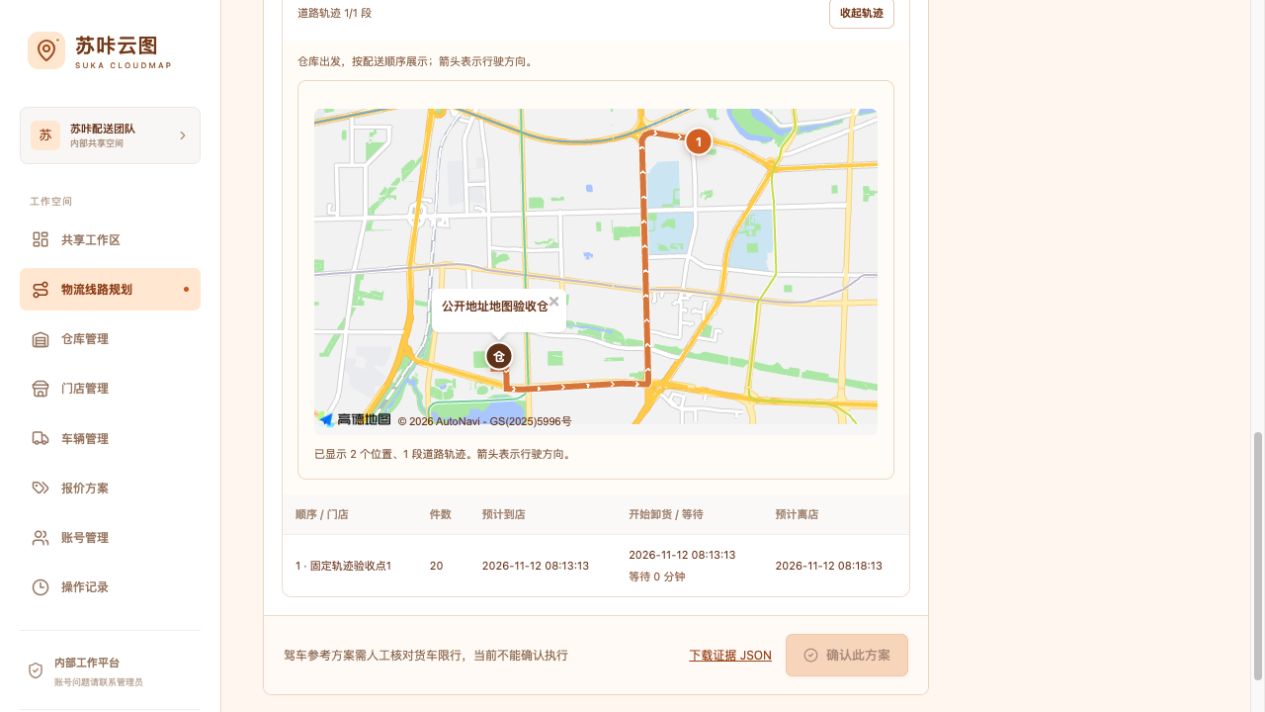 苏咔云图
SUKA CLOUDMAP
苏
苏咔配送团队
内部共享空间
工作空间
共享工作区
物流线路规划
仓库管理
门店管理
车辆管理
报价方案
账号管理
操作记录
内部工作平台
账号问题请联系管理员
道路轨迹 1/1 段
收起轨迹
仓库出发，按配送顺序展示；箭头表示行驶方向。
1
公开地址地图验收仓
仓
高德地图 © 2026 AutoNavi - GS(2025)5996号
已显示 2 个位置、1 段道路轨迹。箭头表示行驶方向。
顺序 / 门店 件数 预计到店 开始卸货 / 等待 预计离店
1 · 固定轨迹验收点1 20 2026-11-12 08:13:13 2026-11-12 08:13:13 2026-11-12 08:18:13
等待 0 分钟
驾车参考方案需人工核对货车限行，当前不能确认执行
下载证据 JSON
确认此方案